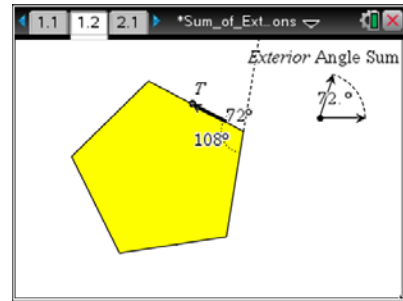 1.1 1.2 2.1 *Sum_of_Ext…ons
Exterior Angle Sum
T
72°
72.°
108°